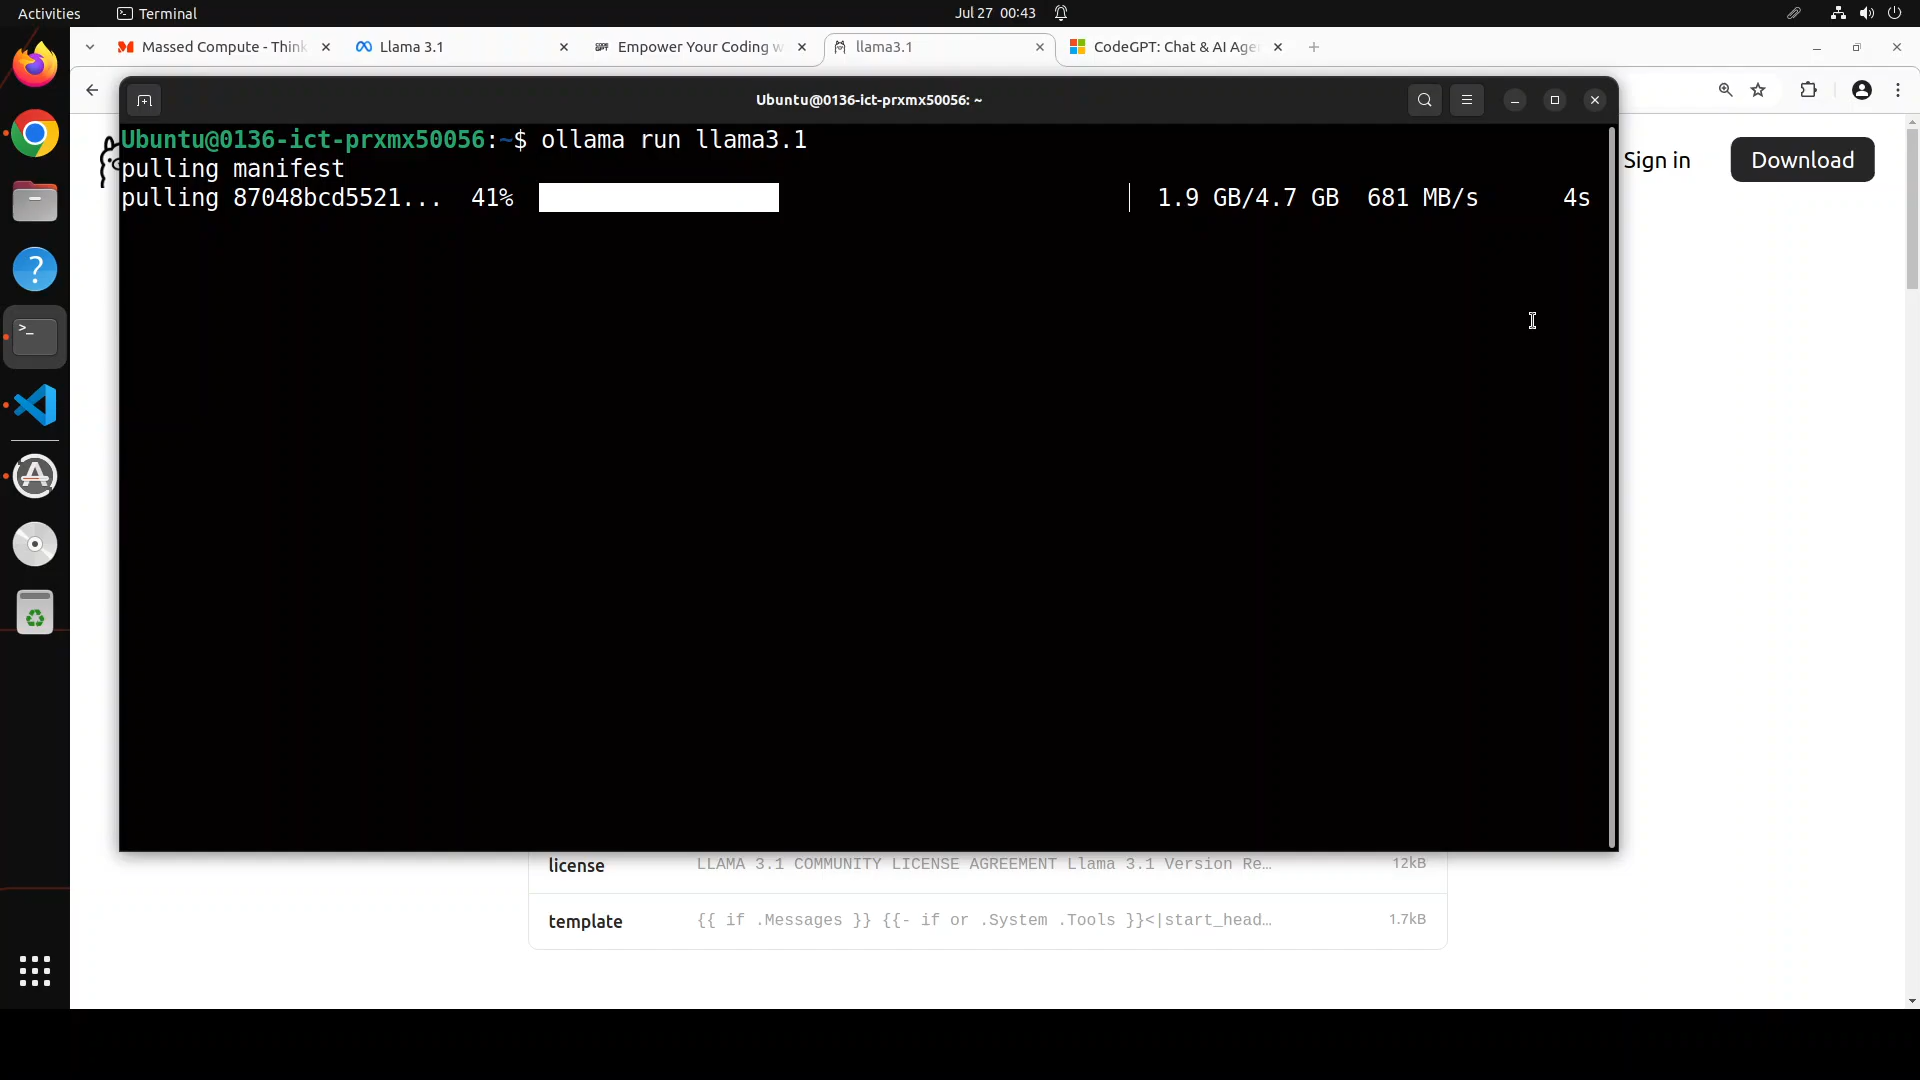 Activities
Terminal
Jul 27 00:43
Massed Compute - Think
Llama 3.1
Empower Your Coding w
llama3.1
CodeGPT: Chat & AI Age
Ubuntu@0136-ict-prxmx50056: ~
Ubuntu@0136-ict-prxmx50056:~$ ollama run llama3.1
pulling manifest
pulling 87048bcd5521... 41% 1.9 GB/4.7 GB 681 MB/s 4s
Sign in
Download
license LLAMA 3.1 COMMUNITY LICENSE AGREEMENT Llama 3.1 Version Re… 12kB
template {{ if .Messages }} {{- if or .System .Tools }}<|start_head… 1.7kB